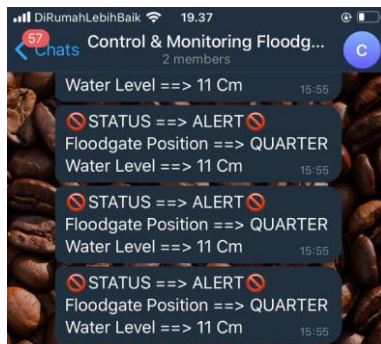 DiRumahLebihBaik 19.37
57
Chats Control & Monitoring Floodg... C
2 members
Water Level ==> 11 Cm 15:55
🚫STATUS ==> ALERT🚫
Floodgate Position ==> QUARTER
Water Level ==> 11 Cm 15:55
🚫STATUS ==> ALERT🚫
Floodgate Position ==> QUARTER
Water Level ==> 11 Cm 15:55
🚫STATUS ==> ALERT🚫
Floodgate Position ==> QUARTER
Water Level ==> 11 Cm 15:55